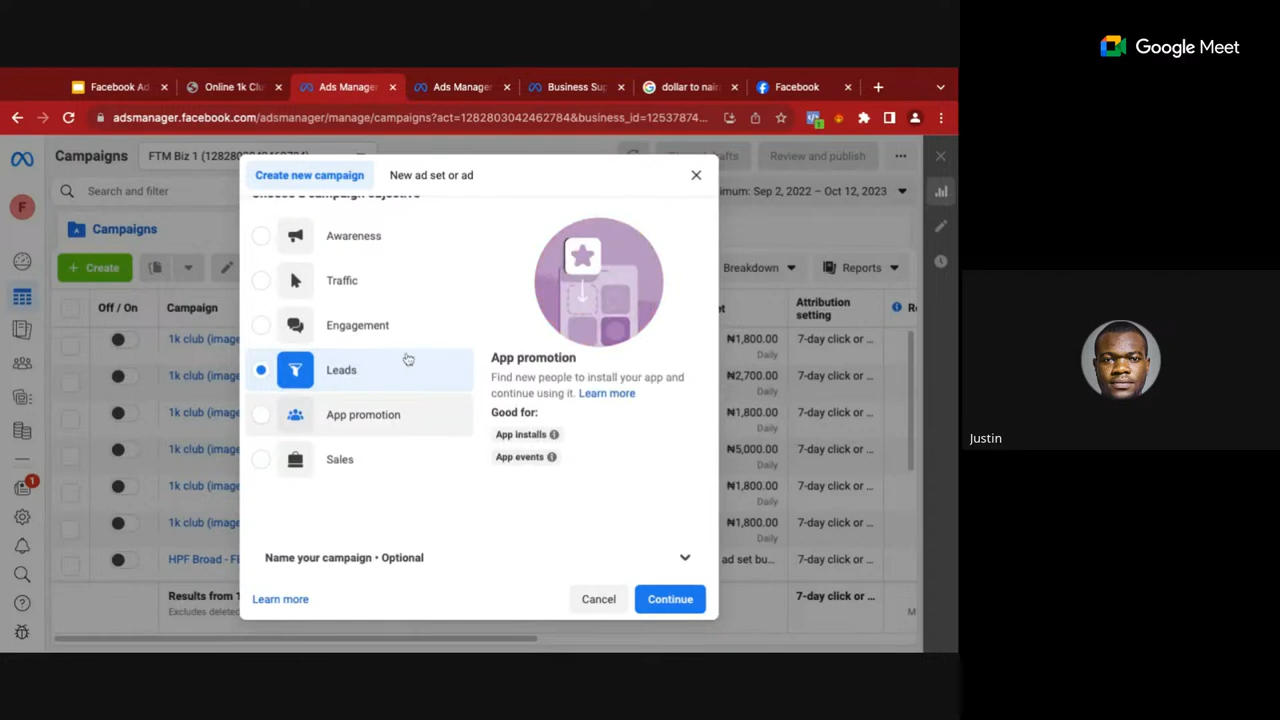 Google Meet
Facebook Ad
Online 1k Clu
Ads Manager
Ads Manager
Business Sup
dollar to nair
Facebook
adsmanager.facebook.com/adsmanager/manage/campaigns?act=1282803042462784&business_id=12537874...
Campaigns
FTM Biz 1
Review and publish
Create new campaign
New ad set or ad
Search and filter
Sep 2, 2022 – Oct 12, 2023
F
Choose a campaign objective
Campaigns
Awareness
+ Create
Breakdown
Reports
Traffic
Off / On
Campaign
Attribution
setting
Engagement
1k club (image
₦1,800.00
Daily
7-day click or ...
App promotion
Leads
Find new people to install your app and
continue using it. Learn more
1k club (image
₦2,700.00
Daily
7-day click or ...
Good for:
App promotion
1k club (image
₦1,800.00
Daily
7-day click or ...
App installs
App events
Sales
1k club (image
₦5,000.00
Daily
7-day click or ...
1
1k club (image
₦1,800.00
Daily
7-day click or ...
1k club (image
₦1,800.00
Daily
7-day click or ...
Name your campaign • Optional
HPF Broad - F
ad set bu...
7-day click or ...
Learn more
Cancel
Continue
Results from 1
Excludes deleted
7-day click or ...
M
Justin